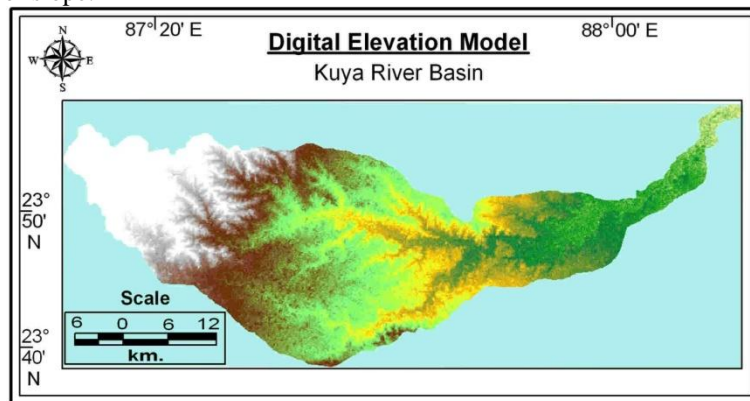 87° 20' E
88° 00' E
N
W E
S
Digital Elevation Model
Kuya River Basin
23°
50'
N
Scale
6 0 6 12
km.
23°
40'
N